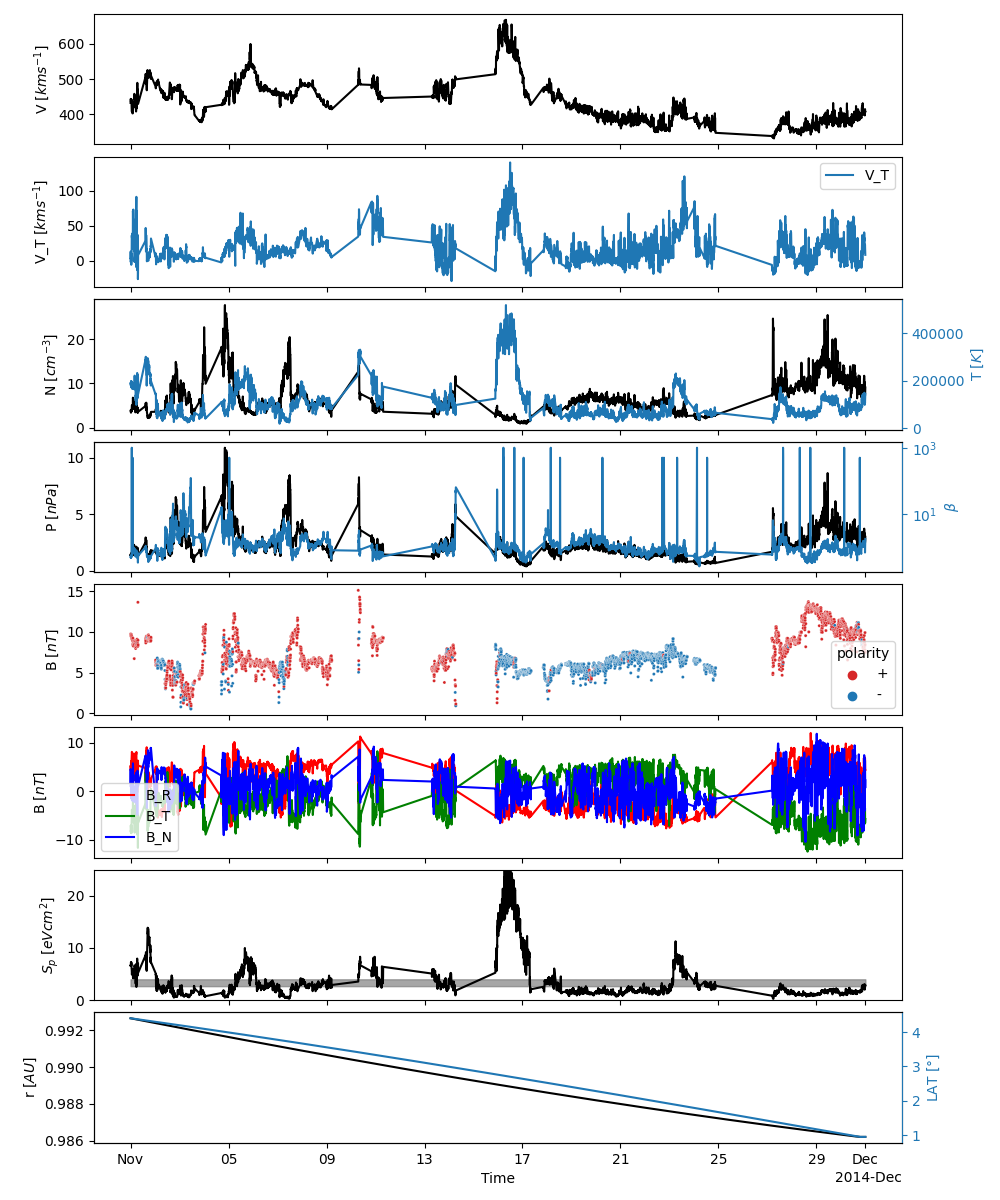 600
500
400
V [kms⁻¹]
V_T
100
50
0
V_T [kms⁻¹]
20
10
0
N [cm⁻³]
400000
200000
0
T [K]
10
5
0
P [nPa]
10³
10¹
β
15
10
5
0
B [nT]
polarity
+
-
10
0
−10
B [nT]
B_R
B_T
B_N
20
10
0
Sₚ [eVcm²]
0.992
0.990
0.988
0.986
r [AU]
4
3
2
1
LAT [°]
Nov 05 09 13 17 21 25 29 Dec
Time
2014-Dec